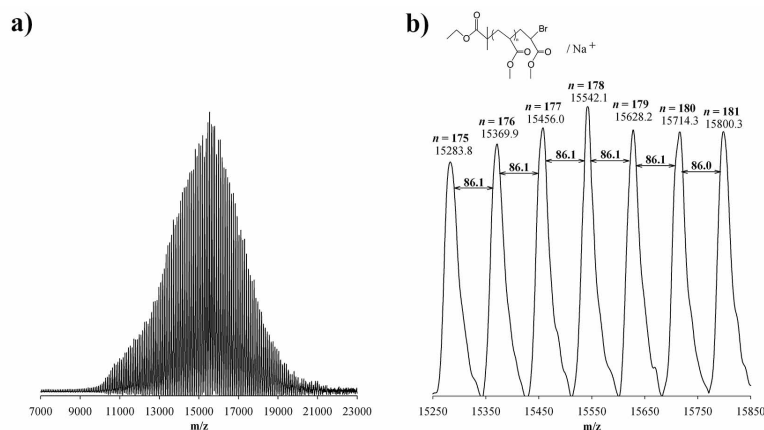 a)
7000 9000 11000 13000 15000 17000 19000 21000 23000
m/z
b)
Br
O
O
n
O
O
O
O
/ Na +
n = 175
15283.8
n = 176
15369.9
n = 177
15456.0
n = 178
15542.1
n = 179
15628.2
n = 180
15714.3
n = 181
15800.3
86.1 86.1 86.1 86.1 86.1 86.0
15250 15350 15450 15550 15650 15750 15850
m/z